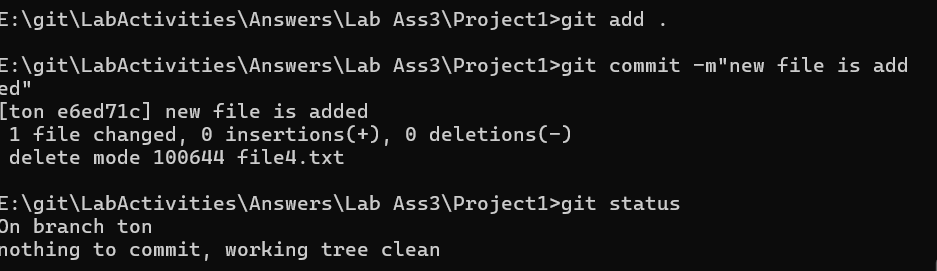 E:\git\LabActivities\Answers\Lab Ass3\Project1>git add .
E:\git\LabActivities\Answers\Lab Ass3\Project1>git commit -m"new file is add
ed"
[ton e6ed71c] new file is added
1 file changed, 0 insertions(+), 0 deletions(-)
delete mode 100644 file4.txt
E:\git\LabActivities\Answers\Lab Ass3\Project1>git status
On branch ton
nothing to commit, working tree clean